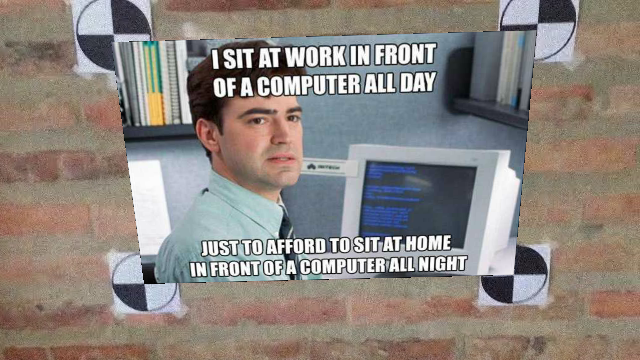 I SIT AT WORK IN FRONT
OF A COMPUTER ALL DAY
INITECH
JUST TO AFFORD TO SIT AT HOME
IN FRONT OF A COMPUTER ALL NIGHT